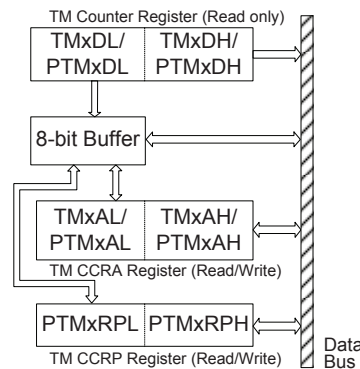 TM Counter Register (Read only)
TMxDL/ TMxDH/
PTMxDL PTMxDH
8-bit Buffer
TMxAL/ TMxAH/
PTMxAL PTMxAH
TM CCRA Register (Read/Write)
PTMxRPL PTMxRPH
TM CCRP Register (Read/Write)
Data
Bus